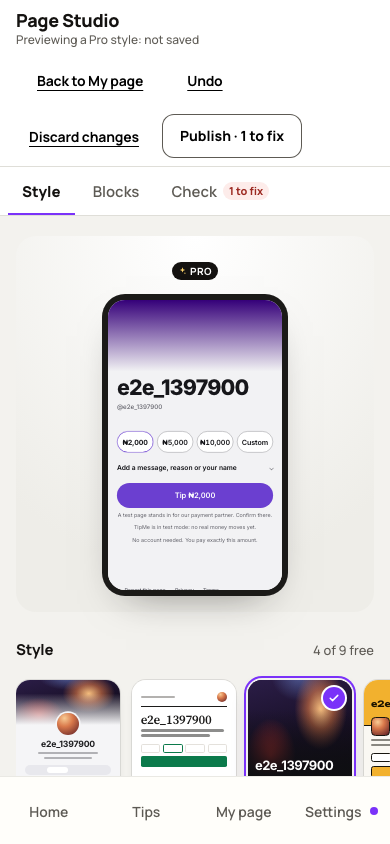 Page Studio
Previewing a Pro style: not saved
Back to My page
Undo
Discard changes
Publish · 1 to fix
Style
Blocks
Check
1 to fix
PRO
e2e_1397900
@e2e_1397900
₦2,000
₦5,000
₦10,000
Custom
Add a message, reason or your name
Tip ₦2,000
A test page stands in for our payment partner. Confirm there.
TipMe is in test mode: no real money moves yet.
No account needed. You pay exactly this amount.
Style
4 of 9 free
e2e_1397900
e2e_1397900
e2e_1397900
Home
Tips
My page
Settings